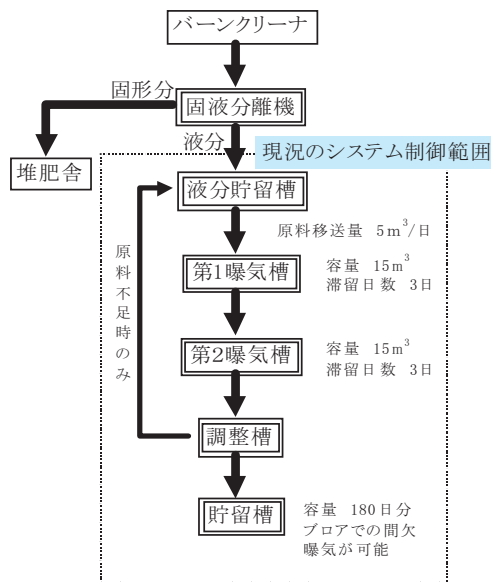 バーンクリーナ
固形分
固液分離機
液分
現況のシステム制御範囲
堆肥舎
液分貯留槽
原料移送量 5m³/日
原料不足時のみ
第1曝気槽
容量 15m³
滞留日数 3日
第2曝気槽
容量 15m³
滞留日数 3日
調整槽
貯留槽
容量 180日分
ブロアでの間欠
曝気が可能